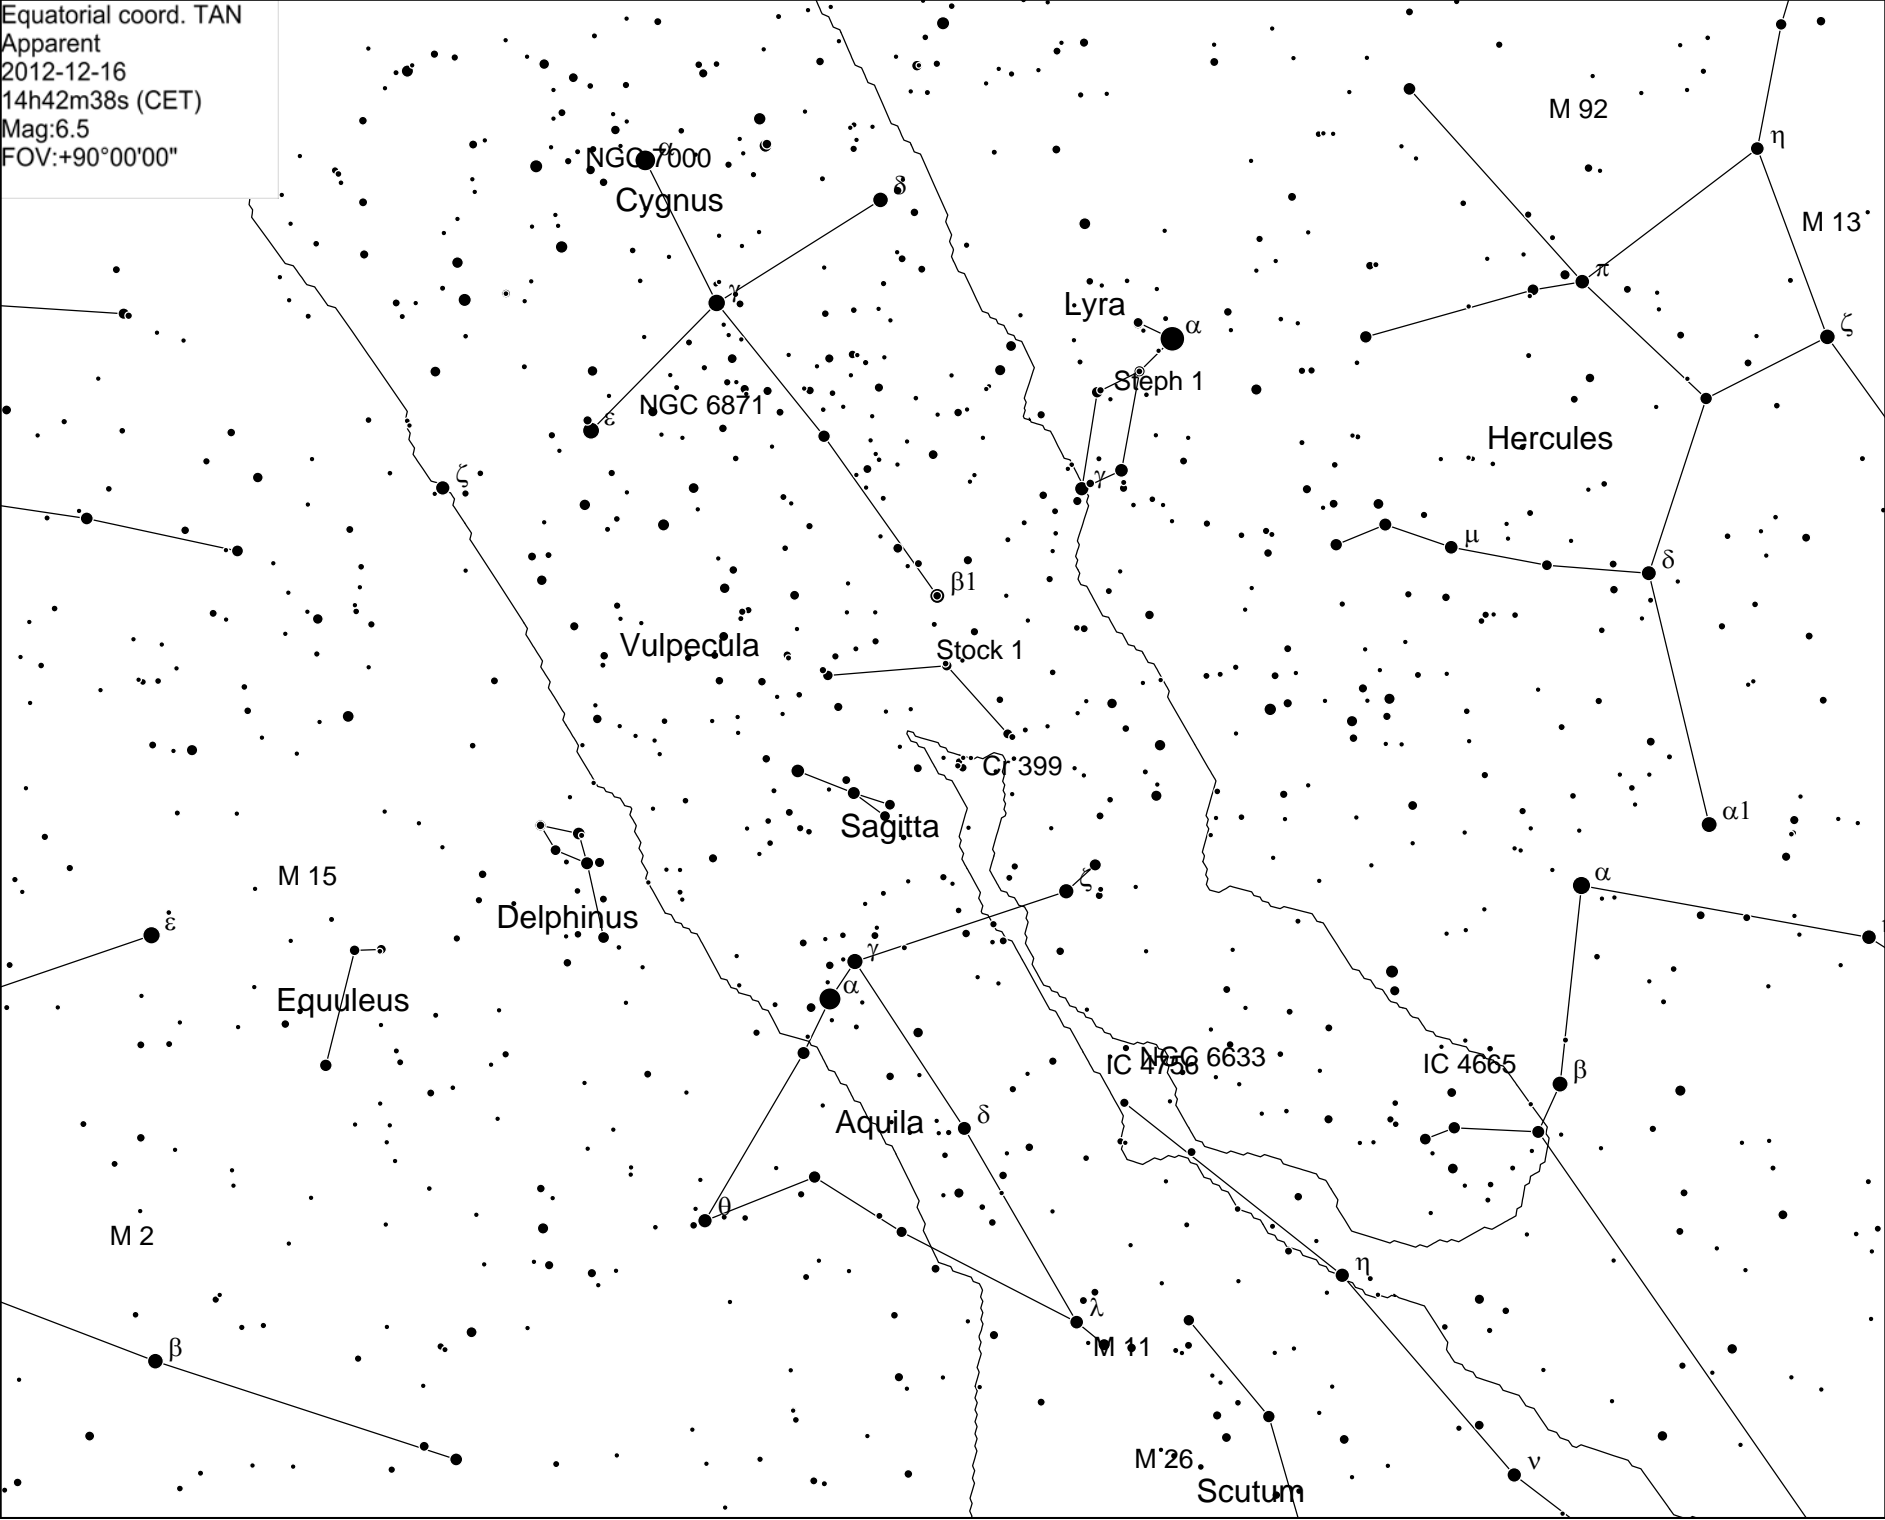 Equatorial coord. TAN
Apparent
2012-12-16
14h42m38s (CET)
Mag:6.5
FOV:+90°00'00"
M 92
η
α
NGC 7000
δ
Cygnus
M 13
π
γ
Lyra
α
ζ
Steph 1
NGC 6871
ε
Hercules
ζ
γ
μ
δ
β1
Vulpecula
Stock 1
Cr 399
α1
Sagitta
M 15
ζ
α
Delphinus
ε
γ
α
Equuleus
NGC 6633
IC 4756
IC 4665
β
Aquila
δ
θ
M 2
η
λ
β
M 11
M 26
ν
Scutum